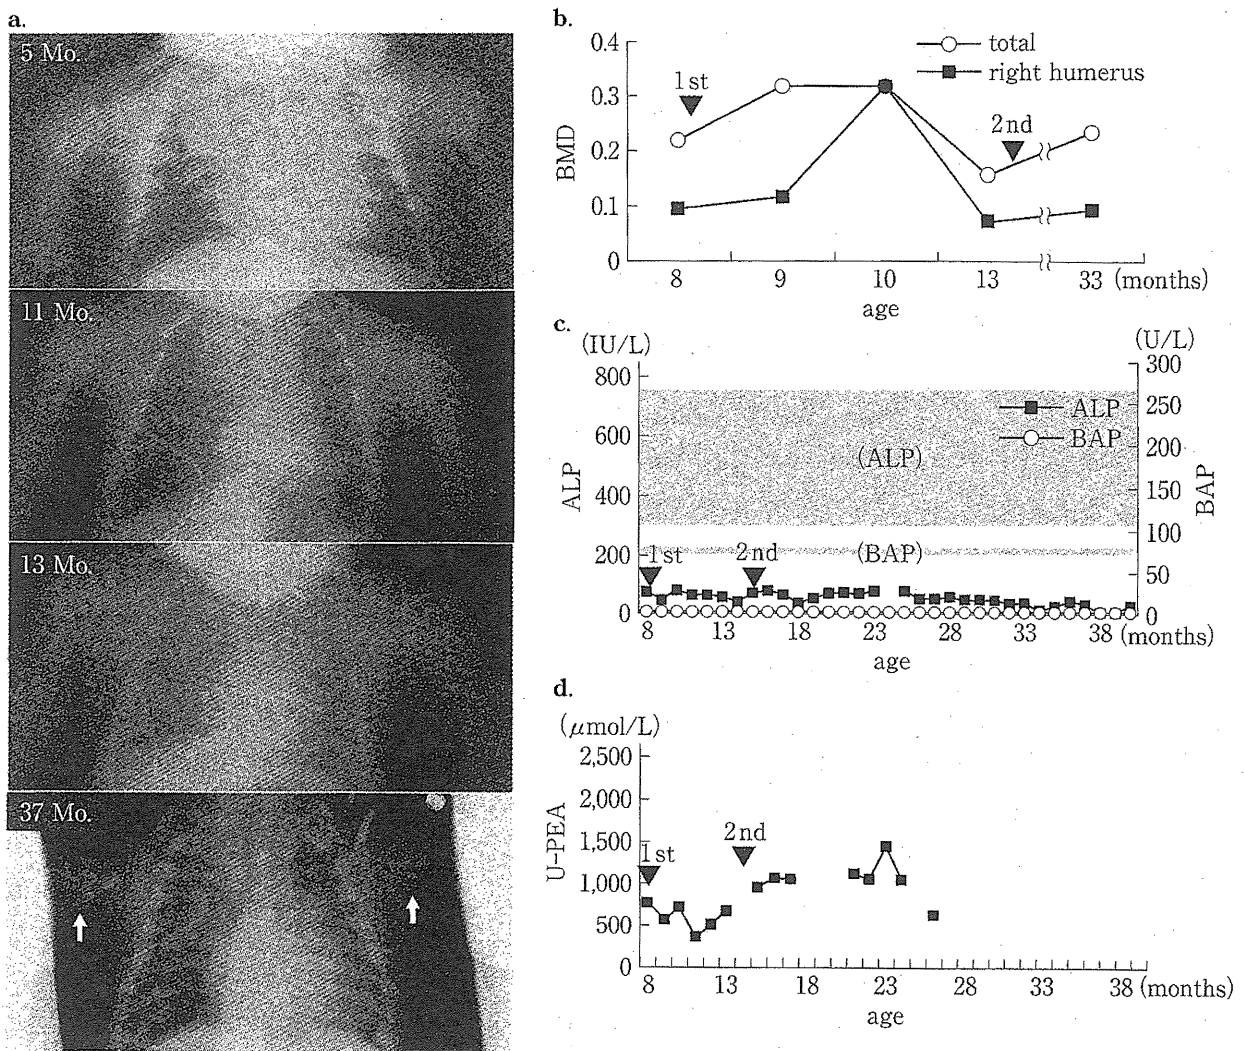 a.
5 Mo.
11 Mo.
13 Mo.
37 Mo.
b.
0.4
0.3
0.2
0.1
0
BMD
1st
2nd
total
right humerus
8 9 10 13 33 (months)
age
c.
(IU/L)
(U/L)
800
600
400
200
0
ALP
300
250
200
150
100
50
0
BAP
ALP
BAP
(ALP)
(BAP)
1st
2nd
8 13 18 23 28 33 38 (months)
age
d.
(μmol/L)
2,500
2,000
1,500
1,000
500
0
U-PEA
1st
2nd
8 13 18 23 28 33 38 (months)
age